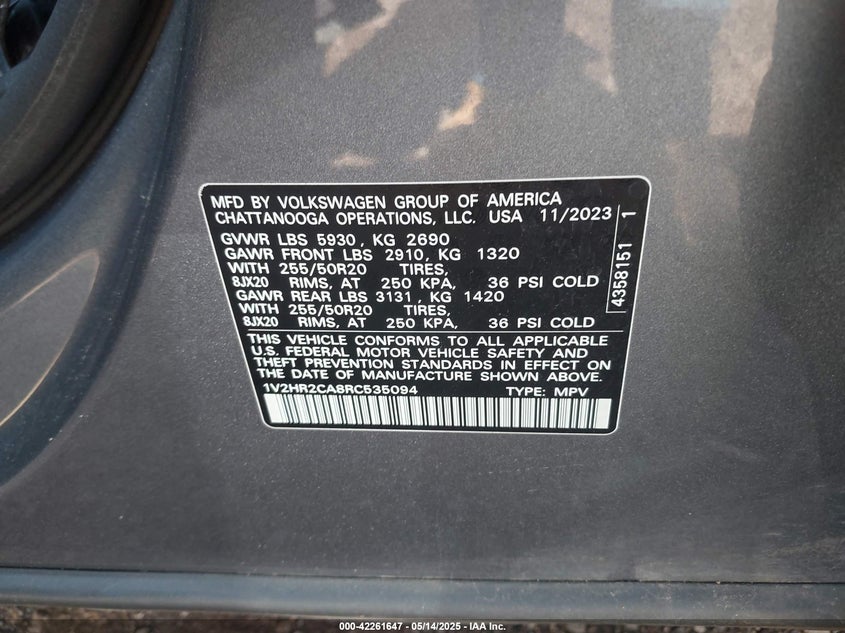 MFD BY VOLKSWAGEN GROUP OF AMERICA
CHATTANOOGA OPERATIONS, LLC. USA 11/2023
GVWR LBS 5930, KG 2690
GAWR FRONT LBS 2910, KG 1320
WITH 255/50R20 TIRES,
8JX20 RIMS, AT 250 KPA, 36 PSI COLD
GAWR REAR LBS 3131, KG 1420
WITH 255/50R20 TIRES,
8JX20 RIMS, AT 250 KPA, 36 PSI COLD
THIS VEHICLE CONFORMS TO ALL APPLICABLE
U.S. FEDERAL MOTOR VEHICLE SAFETY AND
THEFT PREVENTION STANDARDS IN EFFECT ON
THE DATE OF MANUFACTURE SHOWN ABOVE.
1V2HR2CA8RC535094 TYPE: MPV
4358151 1
000-42261647 — 05/14/2025 — IAA Inc.